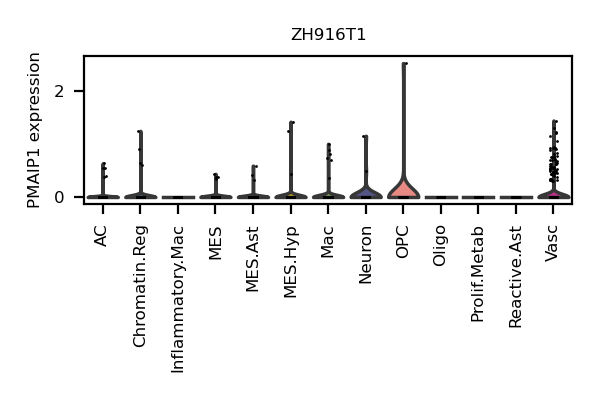 ZH916T1
PMAIP1 expression
2
0
AC
Chromatin.Reg
Inflammatory.Mac
MES
MES.Ast
MES.Hyp
Mac
Neuron
OPC
Oligo
Prolif.Metab
Reactive.Ast
Vasc